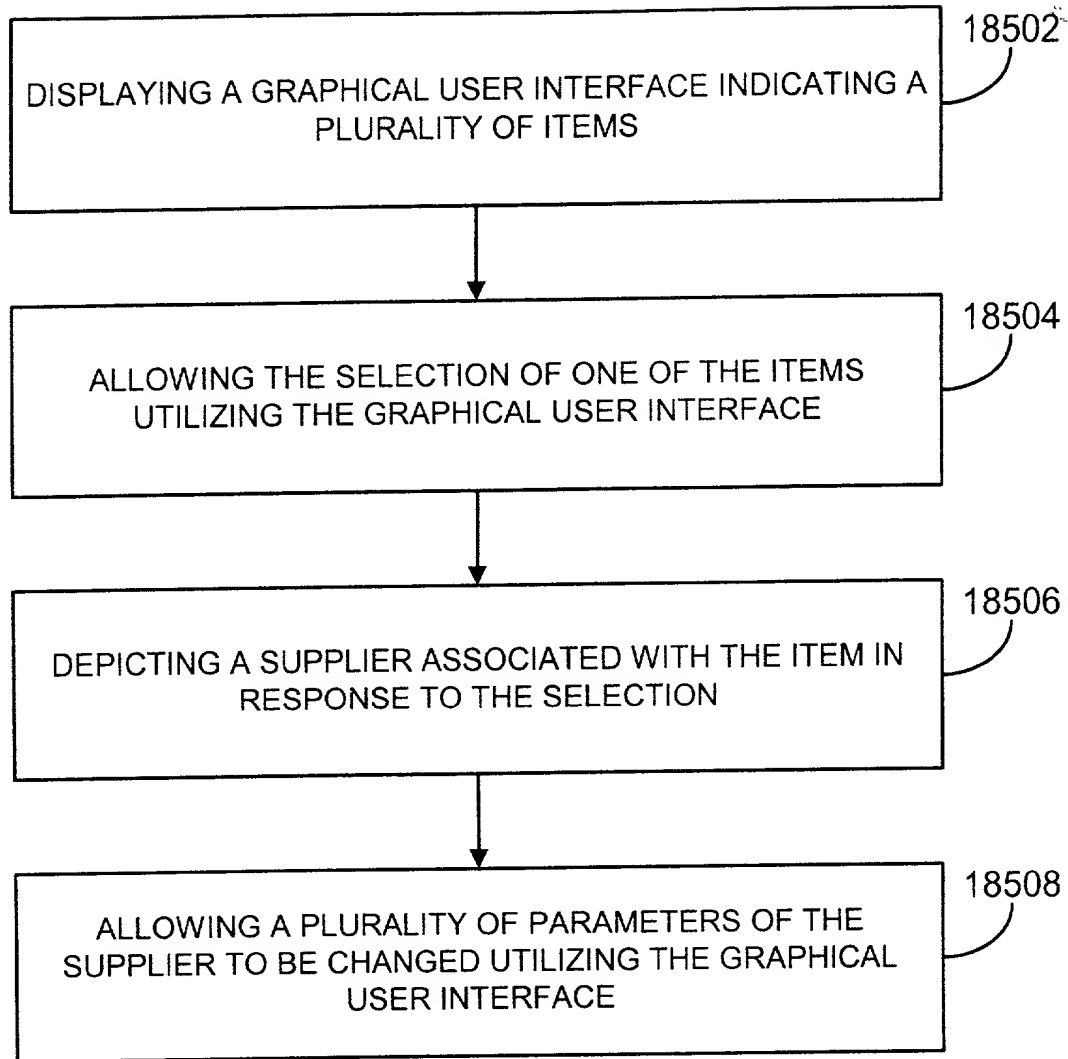 18502
DISPLAYING A GRAPHICAL USER INTERFACE INDICATING A
PLURALITY OF ITEMS
18504
ALLOWING THE SELECTION OF ONE OF THE ITEMS
UTILIZING THE GRAPHICAL USER INTERFACE
18506
DEPICTING A SUPPLIER ASSOCIATED WITH THE ITEM IN
RESPONSE TO THE SELECTION
18508
ALLOWING A PLURALITY OF PARAMETERS OF THE
SUPPLIER TO BE CHANGED UTILIZING THE GRAPHICAL
USER INTERFACE